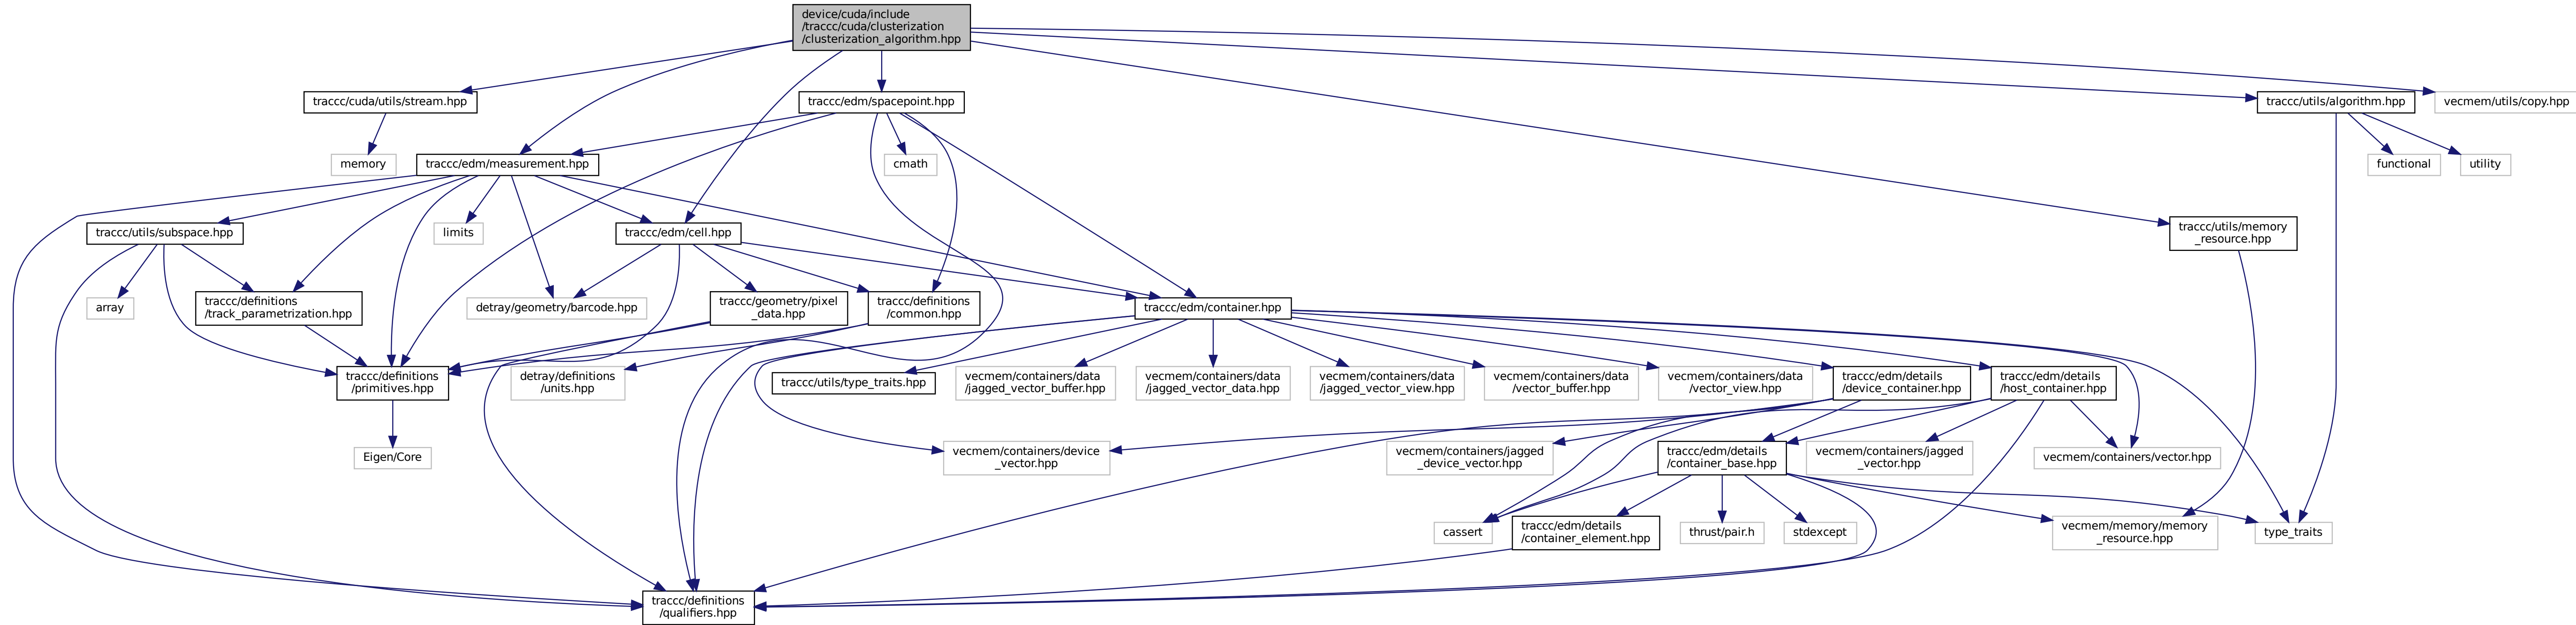 device/cuda/include
/traccc/cuda/clusterization
/clusterization_algorithm.hpp
traccc/cuda/utils/stream.hpp
traccc/edm/spacepoint.hpp
traccc/utils/algorithm.hpp
vecmem/utils/copy.hpp
memory
traccc/edm/measurement.hpp
cmath
functional
utility
traccc/utils/subspace.hpp
limits
traccc/edm/cell.hpp
traccc/utils/memory
_resource.hpp
array
traccc/definitions
/track_parametrization.hpp
detray/geometry/barcode.hpp
traccc/geometry/pixel
_data.hpp
traccc/definitions
/common.hpp
traccc/edm/container.hpp
traccc/definitions
/primitives.hpp
detray/definitions
/units.hpp
traccc/utils/type_traits.hpp
vecmem/containers/data
/jagged_vector_buffer.hpp
vecmem/containers/data
/jagged_vector_data.hpp
vecmem/containers/data
/jagged_vector_view.hpp
vecmem/containers/data
/vector_buffer.hpp
vecmem/containers/data
/vector_view.hpp
traccc/edm/details
/device_container.hpp
traccc/edm/details
/host_container.hpp
Eigen/Core
vecmem/containers/device
_vector.hpp
vecmem/containers/jagged
_device_vector.hpp
traccc/edm/details
/container_base.hpp
vecmem/containers/jagged
_vector.hpp
vecmem/containers/vector.hpp
cassert
traccc/edm/details
/container_element.hpp
thrust/pair.h
stdexcept
vecmem/memory/memory
_resource.hpp
type_traits
traccc/definitions
/qualifiers.hpp